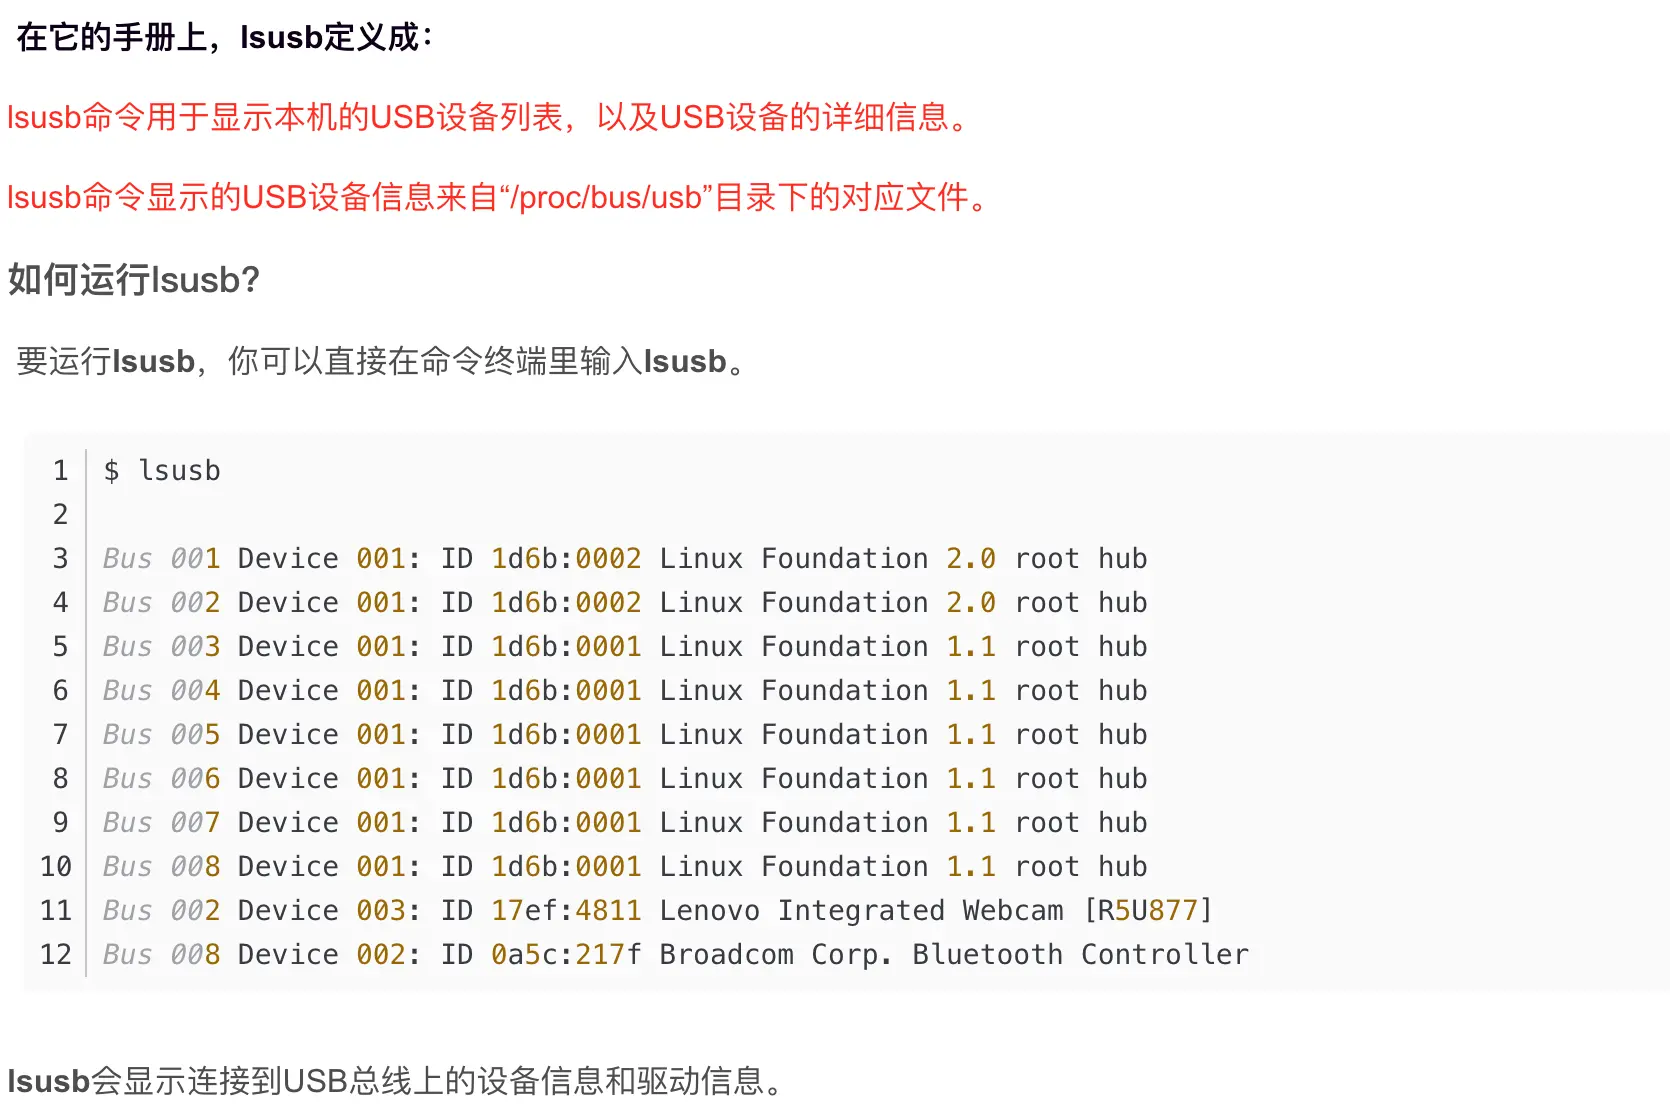 在它的手册上，lsusb定义成：
lsusb命令用于显示本机的USB设备列表，以及USB设备的详细信息。
lsusb命令显示的USB设备信息来自“/proc/bus/usb”目录下的对应文件。
如何运行lsusb?
要运行lsusb，你可以直接在命令终端里输入lsusb。
1 $ lsusb
2
3 Bus 001 Device 001: ID 1d6b:0002 Linux Foundation 2.0 root hub
4 Bus 002 Device 001: ID 1d6b:0002 Linux Foundation 2.0 root hub
5 Bus 003 Device 001: ID 1d6b:0001 Linux Foundation 1.1 root hub
6 Bus 004 Device 001: ID 1d6b:0001 Linux Foundation 1.1 root hub
7 Bus 005 Device 001: ID 1d6b:0001 Linux Foundation 1.1 root hub
8 Bus 006 Device 001: ID 1d6b:0001 Linux Foundation 1.1 root hub
9 Bus 007 Device 001: ID 1d6b:0001 Linux Foundation 1.1 root hub
10 Bus 008 Device 001: ID 1d6b:0001 Linux Foundation 1.1 root hub
11 Bus 002 Device 003: ID 17ef:4811 Lenovo Integrated Webcam [R5U877]
12 Bus 008 Device 002: ID 0a5c:217f Broadcom Corp. Bluetooth Controller
lsusb会显示连接到USB总线上的设备信息和驱动信息。